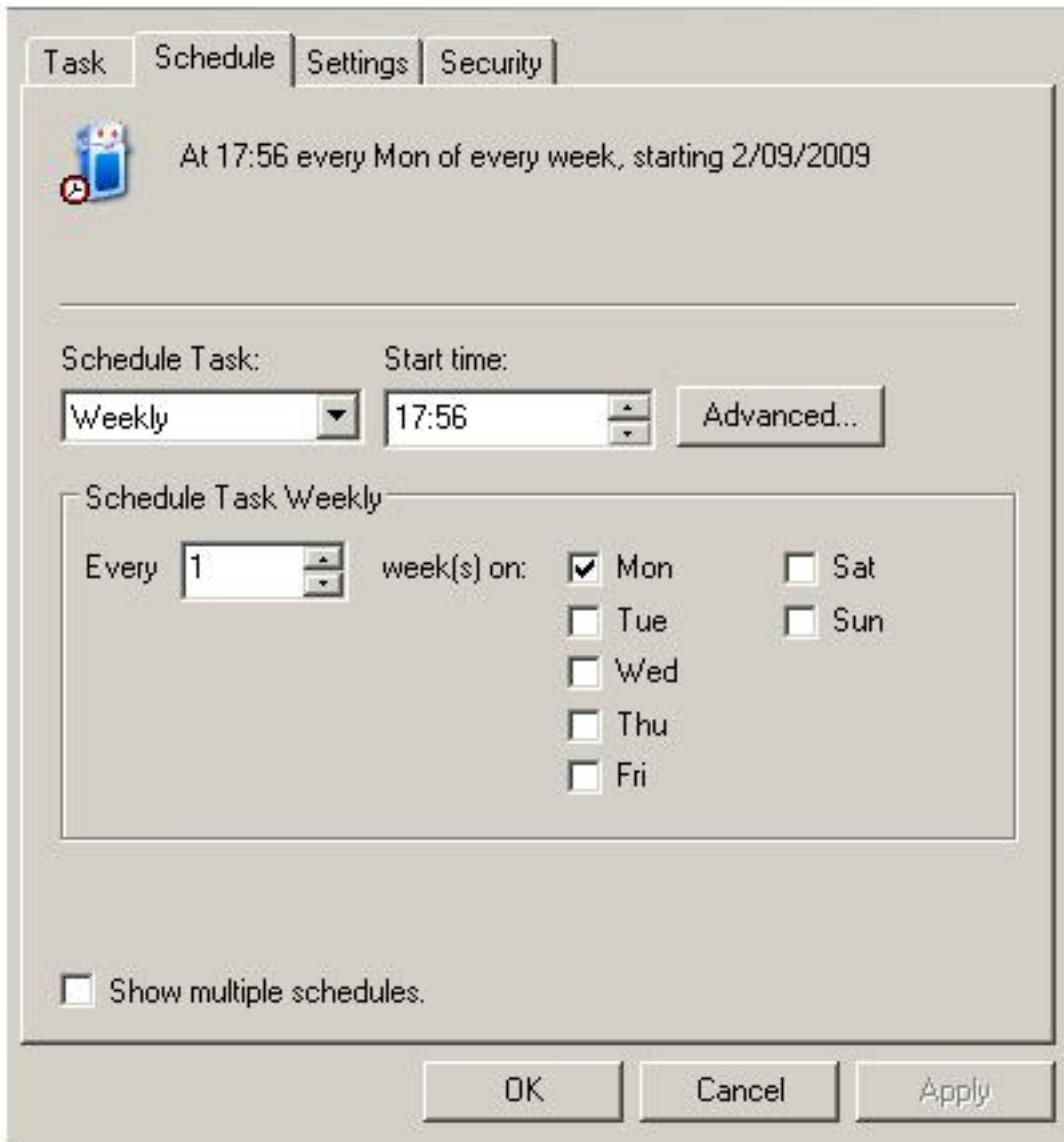 Task Schedule Settings Security
At 17:56 every Mon of every week, starting 2/09/2009
Schedule Task: Start time:
Weekly 17:56 Advanced...
Schedule Task Weekly
Every 1 week(s) on: Mon Sat
Tue Sun
Wed
Thu
Fri
Show multiple schedules.
OK Cancel Apply